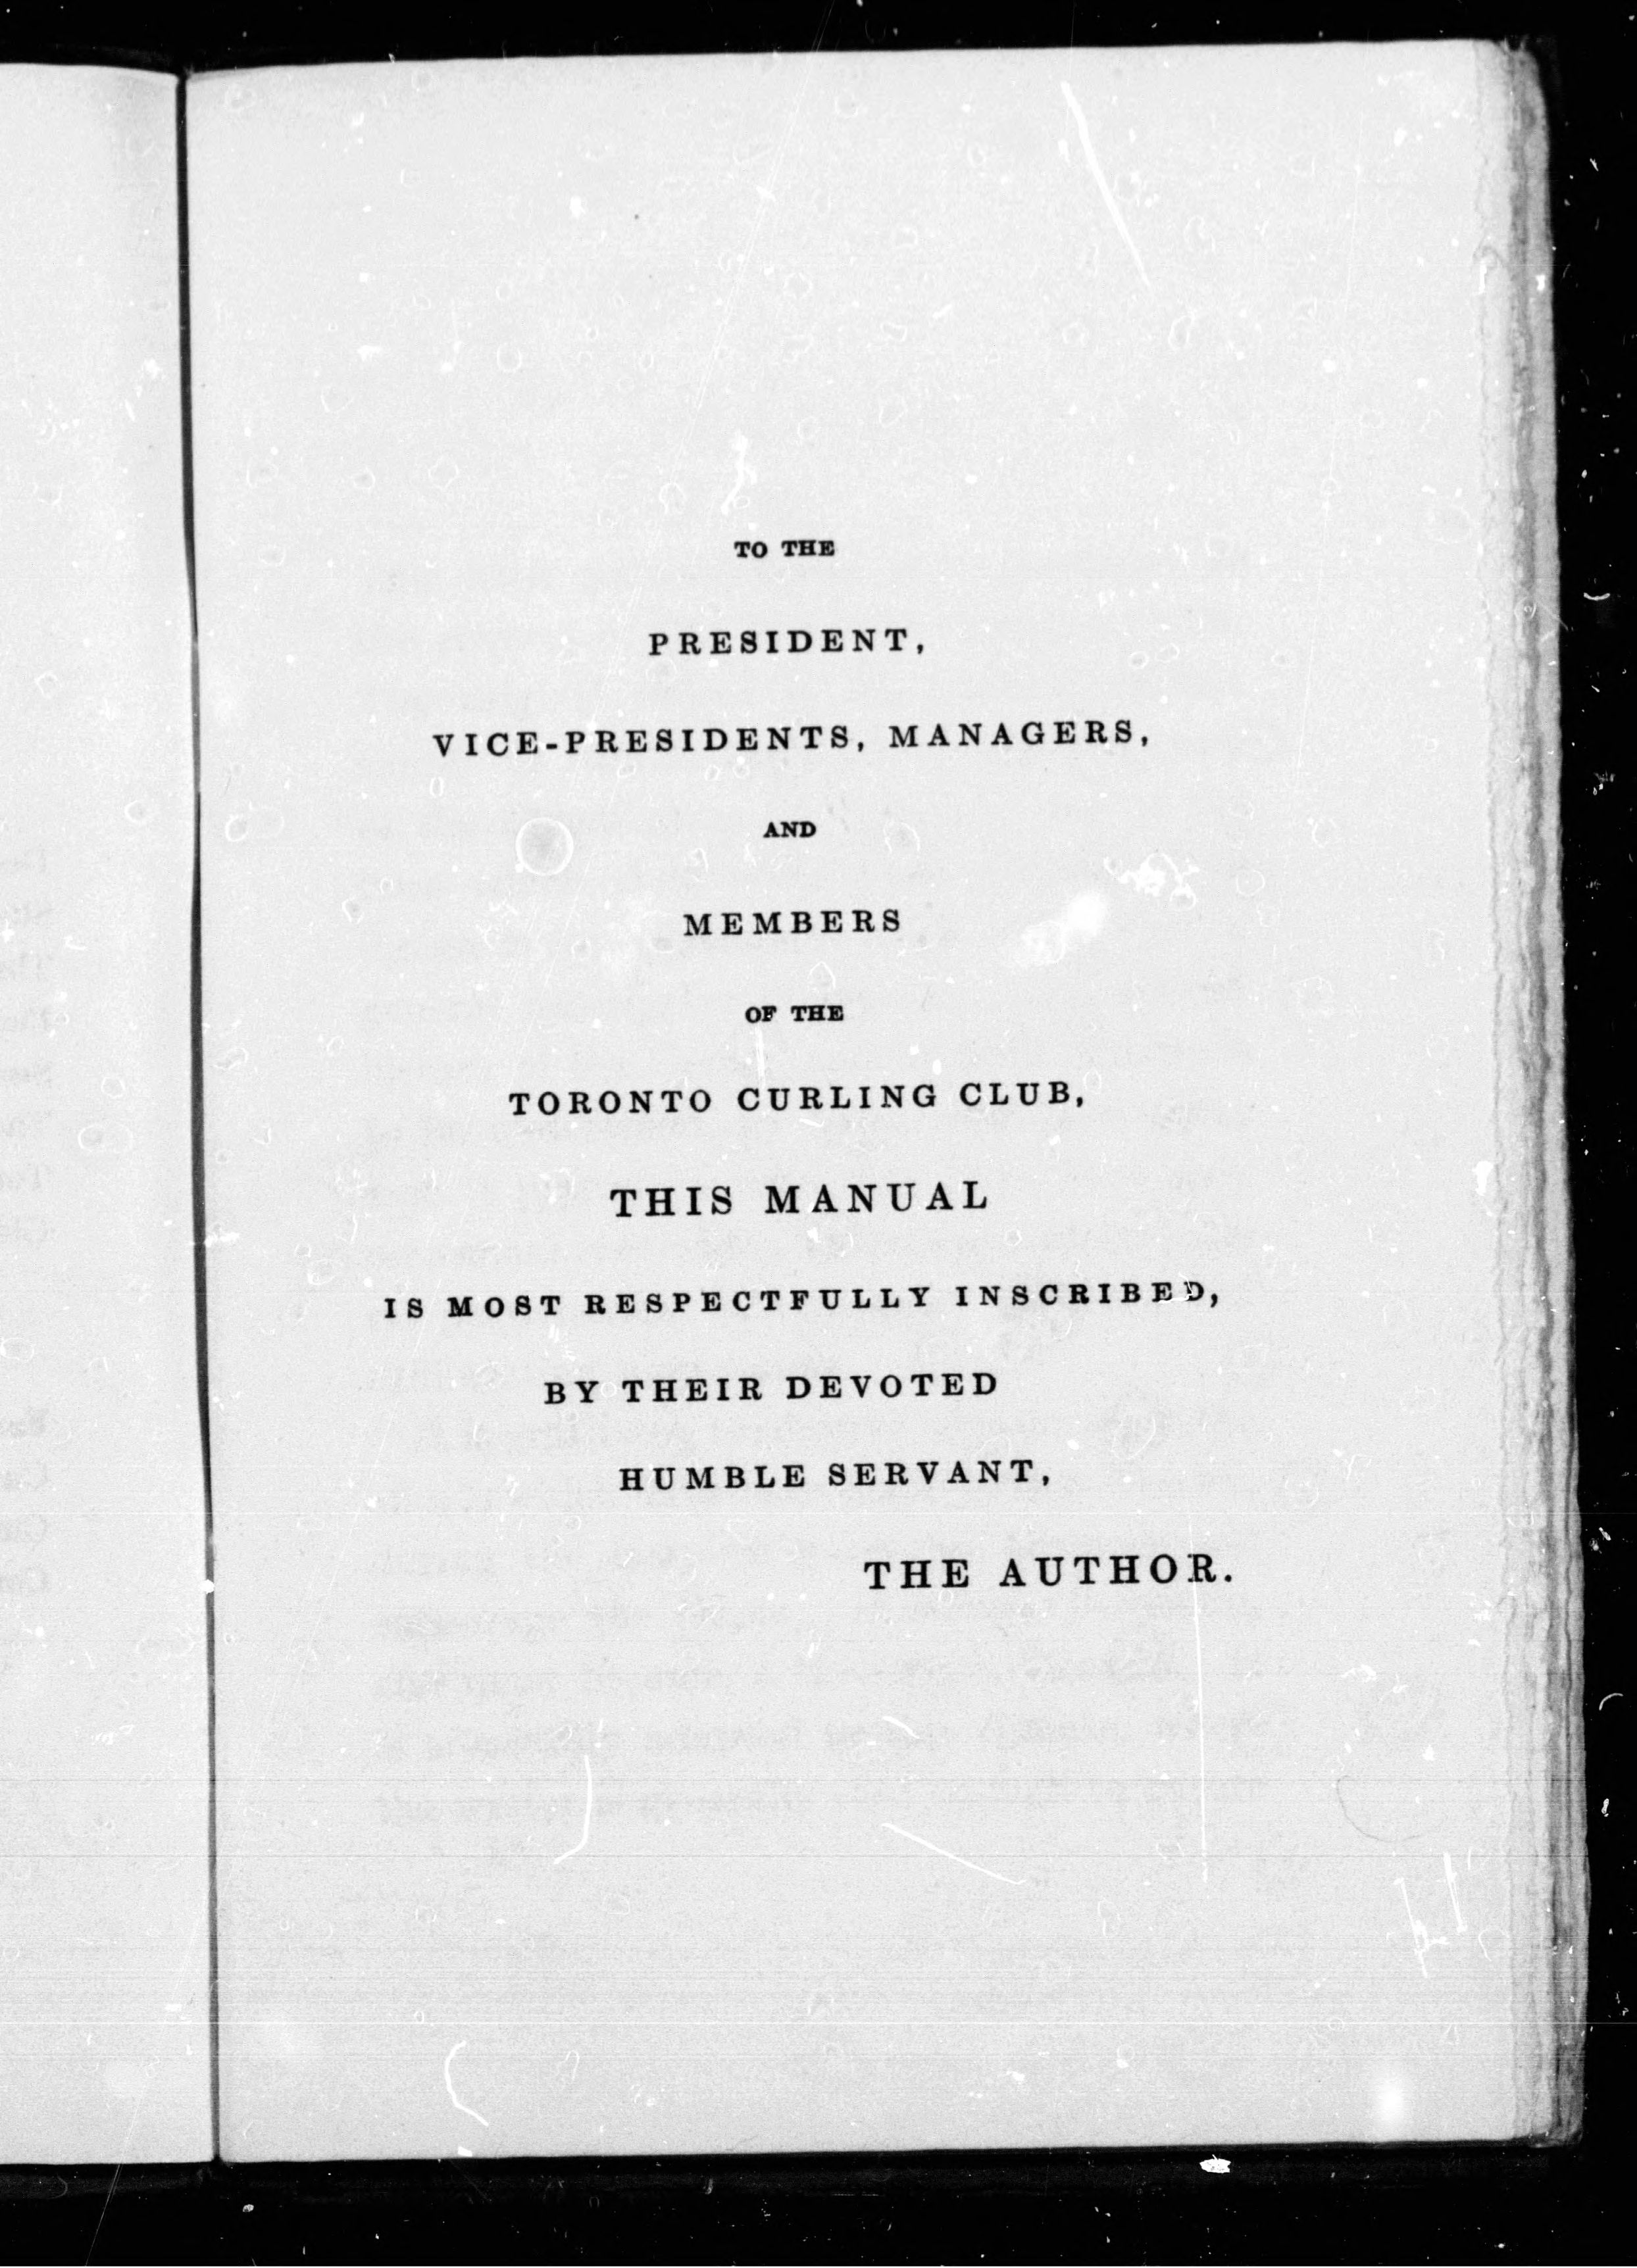 TO THE
PRESIDENT,
VICE-PRESIDENTS, MANAGERS,
AND
MEMBERS
OF THE
TORONTO CURLING CLUB,
THIS MANUAL
IS MOST RESPECTFULLY INSCRIBED,
BY THEIR DEVOTED
HUMBLE SERVANT,
THE AUTHOR.